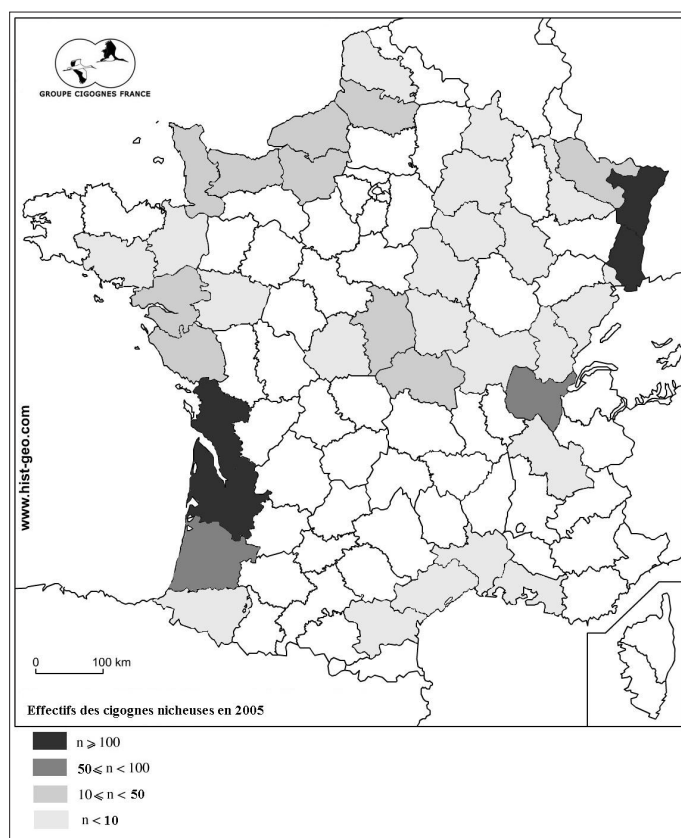 GROUPE CIGOGNES FRANCE
www.hist-geo.com
0 100 km
Effectifs des cigognes nicheuses en 2005
n ⩾ 100
50 ⩽ n < 100
10 ⩽ n < 50
n < 10